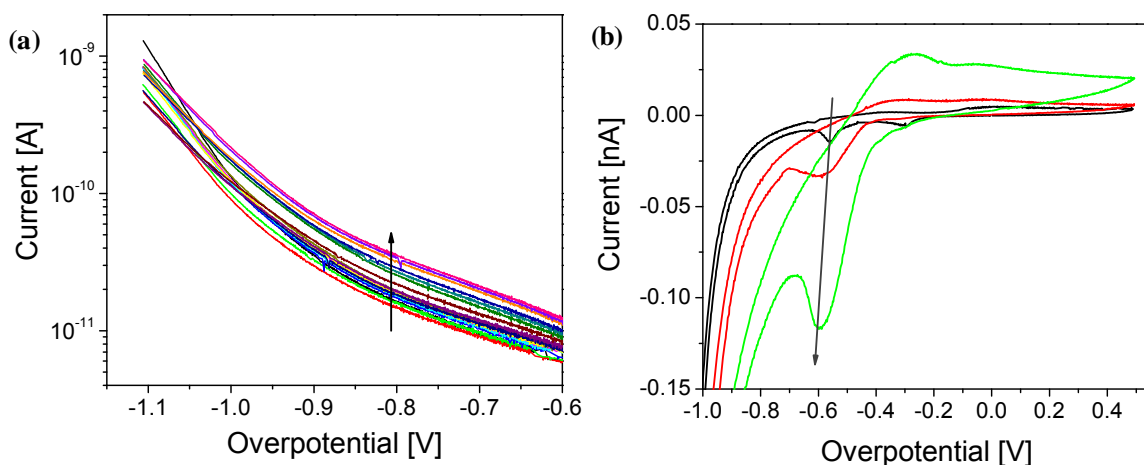 (a)
10^-9
10^-10
10^-11
Current [A]
-1.1 -1.0 -0.9 -0.8 -0.7 -0.6
Overpotential [V]
(b)
0.05
0.00
-0.05
-0.10
-0.15
Current [nA]
-1.0 -0.8 -0.6 -0.4 -0.2 0.0 0.2 0.4
Overpotential [V]